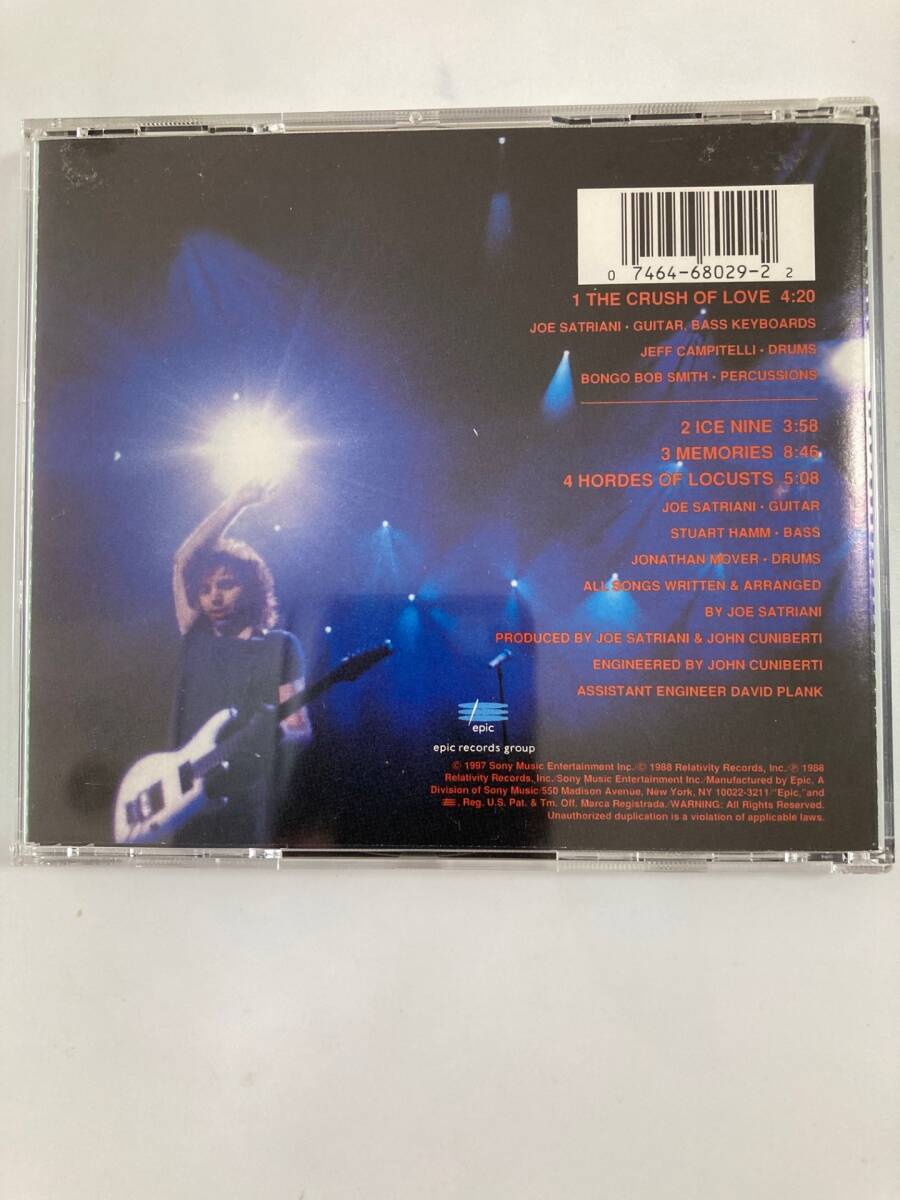 0 7464-68029-2 2
1 THE CRUSH OF LOVE 4:20
JOE SATRIANI • GUITAR, BASS KEYBOARDS
JEFF CAMPITELLI • DRUMS
BONGO BOB SMITH • PERCUSSIONS
2 ICE NINE 3:58
3 MEMORIES 8:46
4 HORDES OF LOCUSTS 5:08
JOE SATRIANI • GUITAR
STUART HAMM • BASS
JONATHAN MOVER • DRUMS
ALL SONGS WRITTEN & ARRANGED
BY JOE SATRIANI
PRODUCED BY JOE SATRIANI & JOHN CUNIBERTI
ENGINEERED BY JOHN CUNIBERTI
ASSISTANT ENGINEER DAVID PLANK
epic
epic records group
© 1997 Sony Music Entertainment Inc./© 1988 Relativity Records, Inc./℗ 1988
Relativity Records, Inc./Sony Music Entertainment Inc./Manufactured by Epic, A
Division of Sony Music/550 Madison Avenue, New York, NY 10022-3211/"Epic," and
, Reg. U.S. Pat. & Tm. Off. Marca Registrada./WARNING: All Rights Reserved.
Unauthorized duplication is a violation of applicable laws.